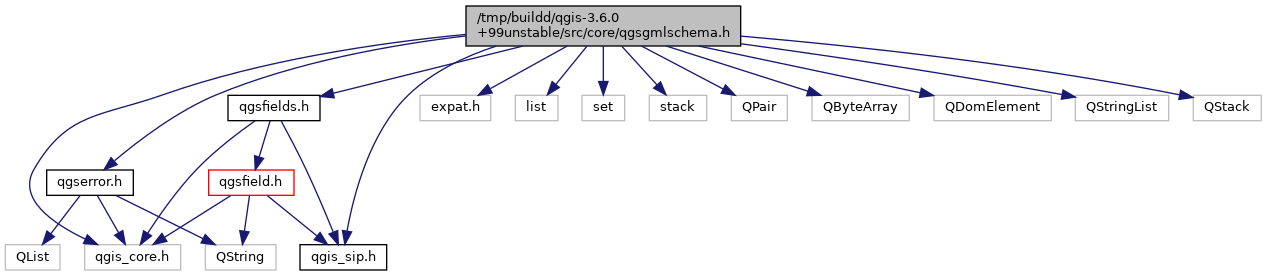 /tmp/buildd/qgis-3.6.0
+99unstable/src/core/qgsgmlschema.h
qgsfields.h
expat.h
list
set
stack
QPair
QByteArray
QDomElement
QStringList
QStack
qgserror.h
qgsfield.h
QList
qgis_core.h
QString
qgis_sip.h